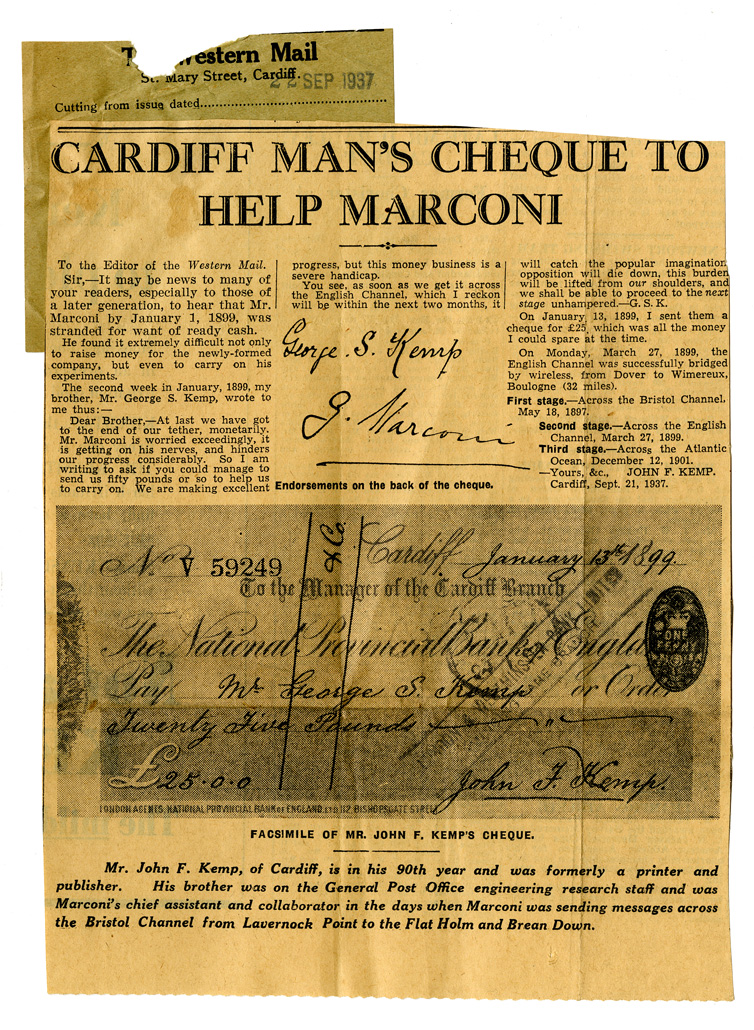 Western Mail
St. Mary Street, Cardiff.
22 SEP 1937
Cutting from issue dated
CARDIFF MAN'S CHEQUE TO
HELP MARCONI
To the Editor of the Western Mail.
Sir,—It may be news to many of
your readers, especially to those of
a later generation, to hear that Mr.
Marconi by January 1, 1899, was
stranded for want of ready cash.
He found it extremely difficult not only
to raise money for the newly-formed
company, but even to carry on his
experiments.
The second week in January, 1899, my
brother, Mr. George S. Kemp, wrote to
me thus:—
Dear Brother,—At last we have got
to the end of our tether, monetarily.
Mr. Marconi is worried exceedingly, it
is getting on his nerves, and hinders
our progress considerably. So I am
writing to ask if you could manage to
send us fifty pounds or so to help us
to carry on. We are making excellent
progress, but this money business is a
severe handicap.
You see, as soon as we get it across
the English Channel, which I reckon
will be within the next two months, it
George. S. Kemp
G. Marconi
Endorsements on the back of the cheque.
will catch the popular imagination
opposition will die down, this burden
will be lifted from our shoulders, and
we shall be able to proceed to the next
stage unhampered.—G. S. K.
On January 13, 1899, I sent them a
cheque for £25, which was all the money
I could spare at the time.
On Monday, March 27, 1899, the
English Channel was successfully bridged
by wireless, from Dover to Wimereux,
Boulogne (32 miles).
First stage.—Across the Bristol Channel,
May 18, 1897.
Second stage.—Across the English
Channel, March 27, 1899.
Third stage.—Across the Atlantic
Ocean, December 12, 1901.
—Yours, &c., JOHN F. KEMP.
Cardiff, Sept. 21, 1937.
No. V 59249
& Co.
Cardiff January 13th 1899.
To the Manager of the Cardiff Branch
The National Provincial Bank of England
ONE PENNY
Pay Mr George S. Kemp or Order
Twenty Five Pounds
£25.0.0
John F. Kemp.
LONDON AGENTS, NATIONAL PROVINCIAL BANK OF ENGLAND, LTD 112, BISHOPSGATE STREET
FACSIMILE OF MR. JOHN F. KEMP'S CHEQUE.
Mr. John F. Kemp, of Cardiff, is in his 90th year and was formerly a printer and
publisher. His brother was on the General Post Office engineering research staff and was
Marconi's chief assistant and collaborator in the days when Marconi was sending messages across
the Bristol Channel from Lavernock Point to the Flat Holm and Brean Down.